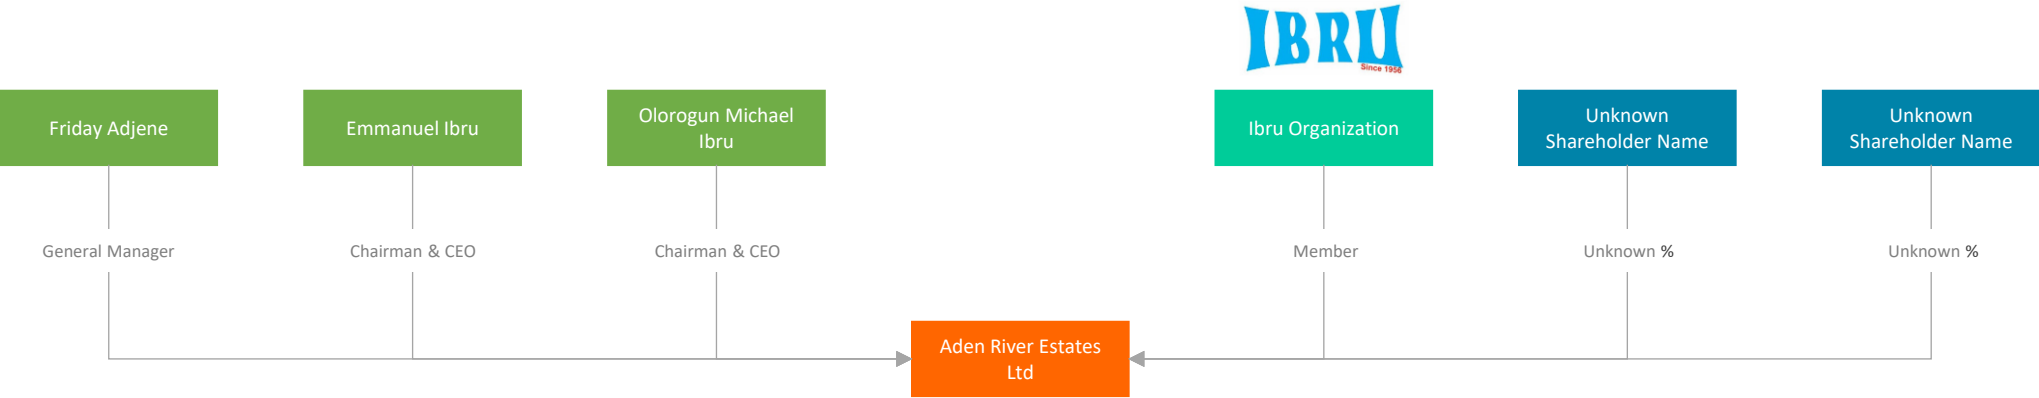 IBRU
Since 1956
Friday Adjene
Emmanuel Ibru
Olorogun Michael
Ibru
Ibru Organization
Unknown
Shareholder Name
Unknown
Shareholder Name
General Manager
Chairman & CEO
Chairman & CEO
Member
Unknown %
Unknown %
Aden River Estates
Ltd